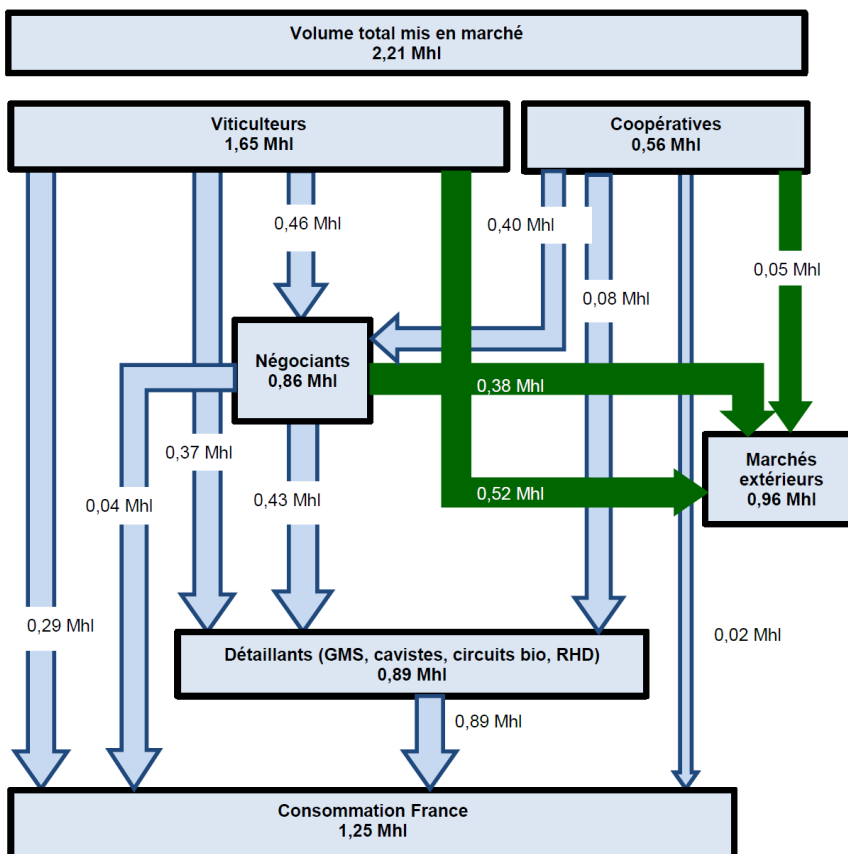 Volume total mis en marché
2,21 Mhl
Viticulteurs
1,65 Mhl
Coopératives
0,56 Mhl
0,46 Mhl
0,40 Mhl
0,05 Mhl
0,08 Mhl
Négociants
0,86 Mhl
0,38 Mhl
0,37 Mhl
0,04 Mhl
0,43 Mhl
0,52 Mhl
Marchés
extérieurs
0,96 Mhl
0,29 Mhl
0,02 Mhl
Détaillants (GMS, cavistes, circuits bio, RHD)
0,89 Mhl
0,89 Mhl
Consommation France
1,25 Mhl